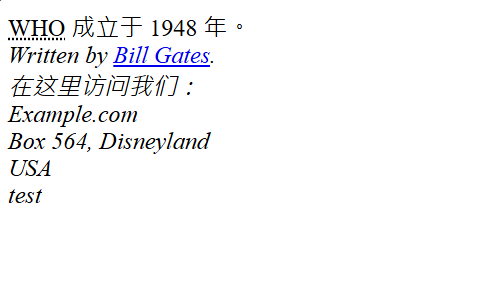 WHO 成立于 1948 年。
Written by Bill Gates.
在这里访问我们：
Example.com
Box 564, Disneyland
USA
test